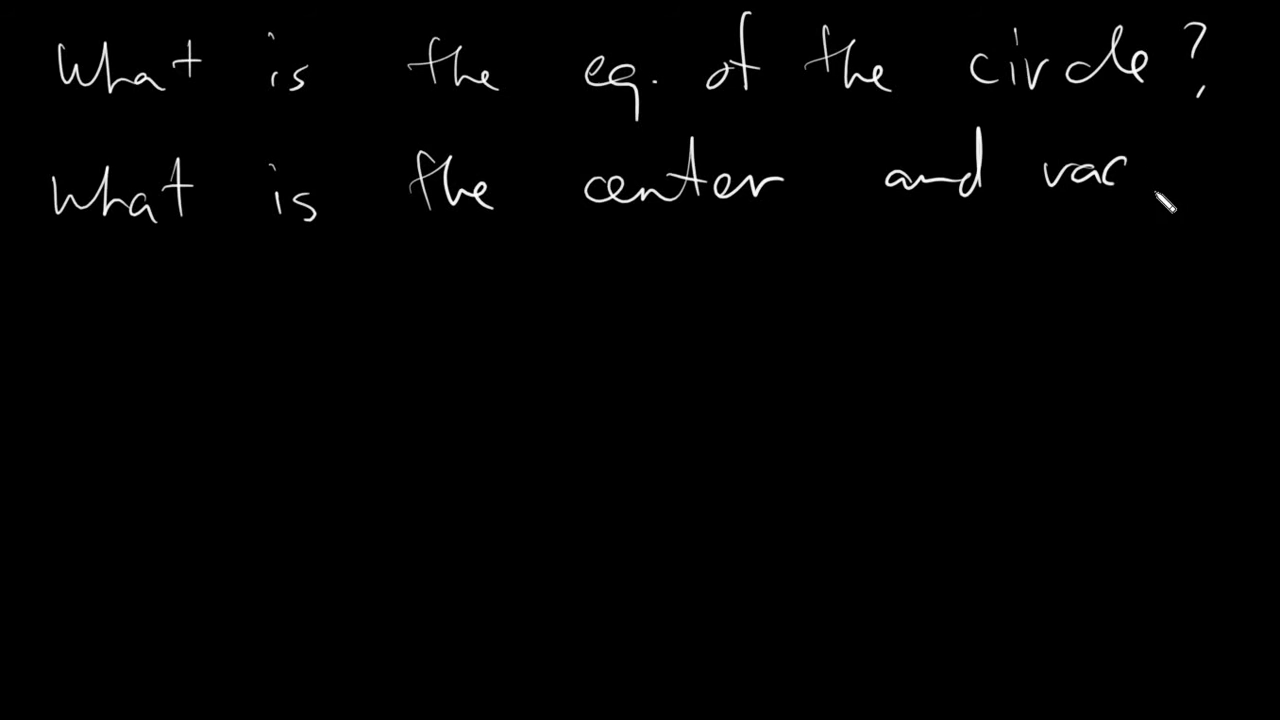 What is the eq. of the circle?
What is the center and rac